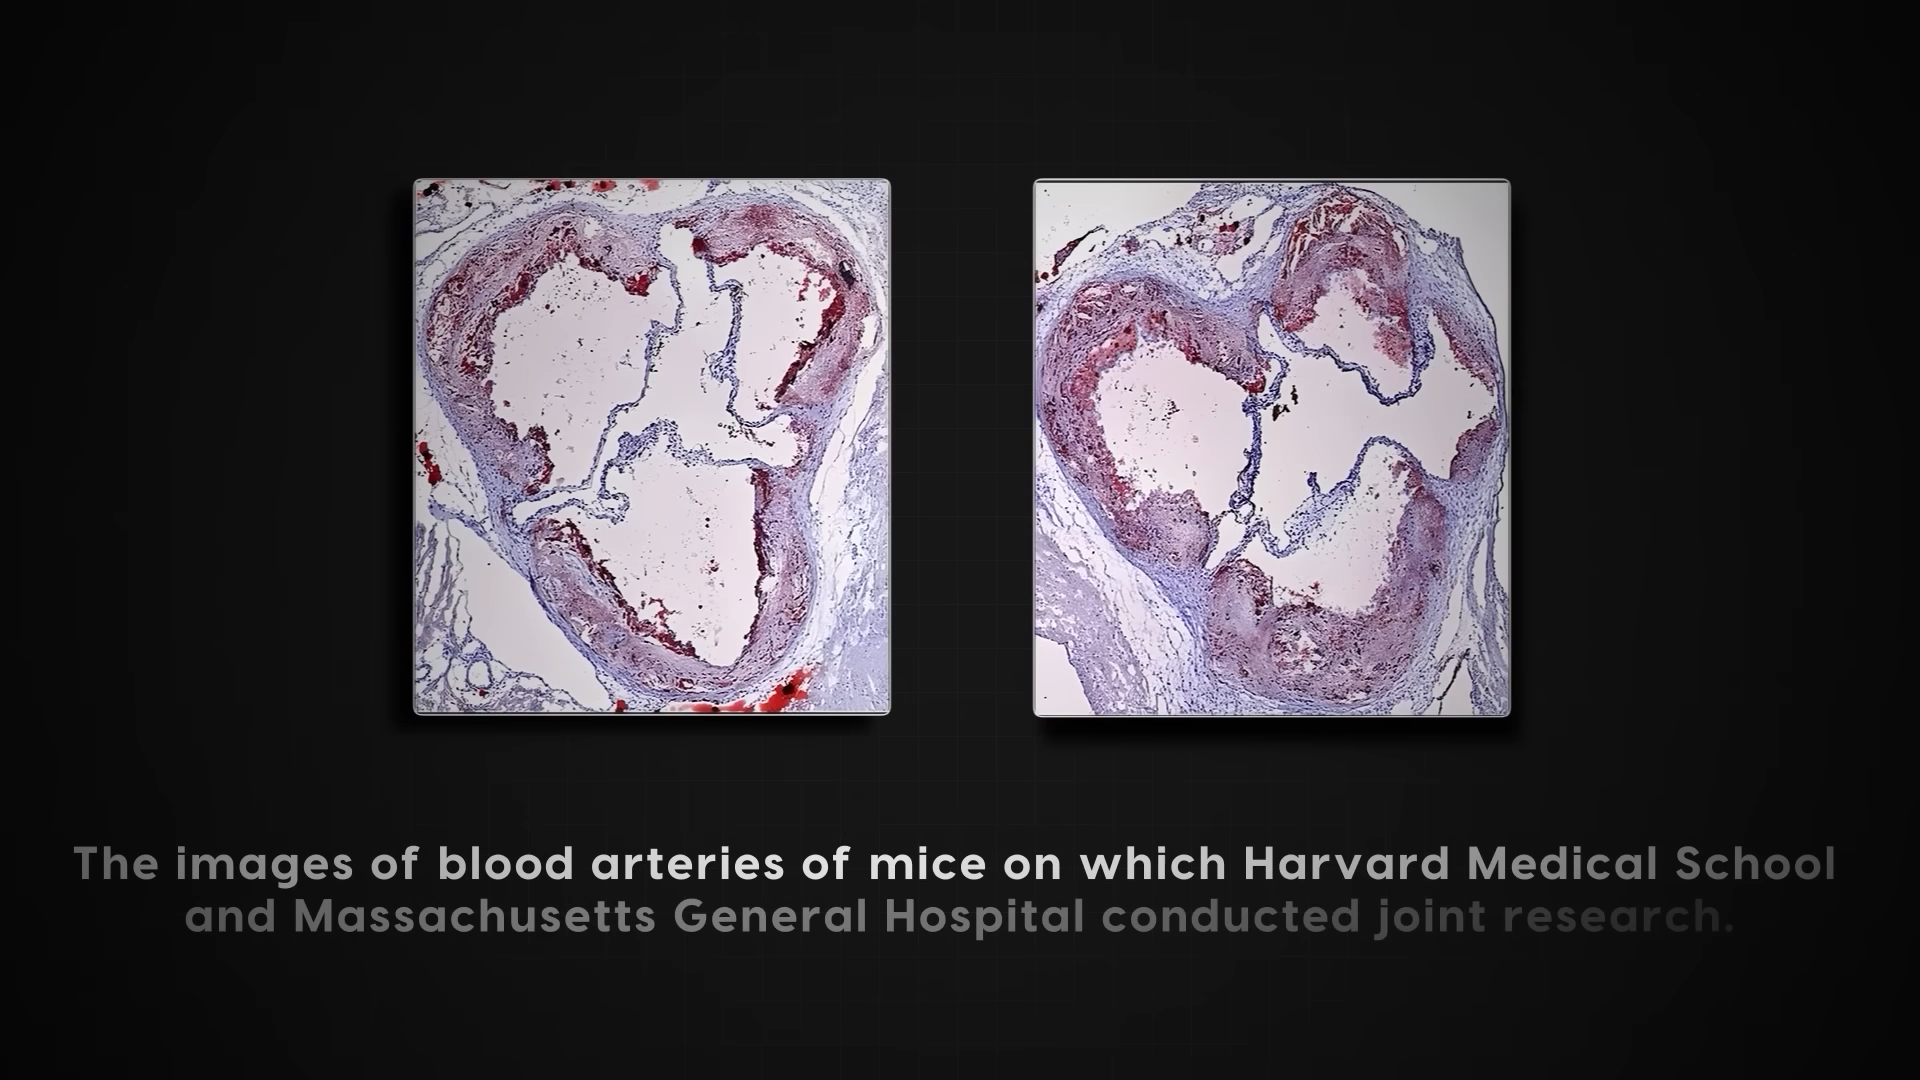 The images of blood arteries of mice on which Harvard Medical School
and Massachusetts General Hospital conducted joint research.